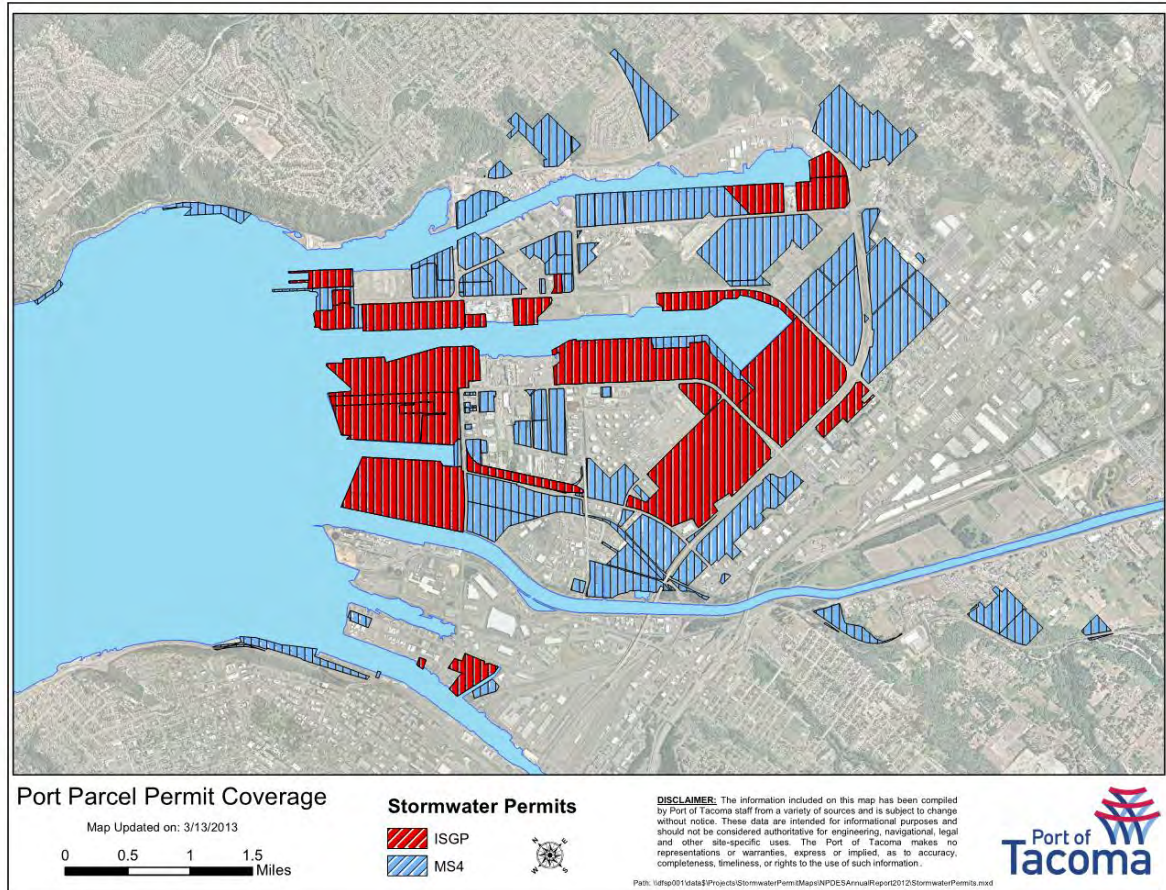 Port Parcel Permit Coverage
Map Updated on: 3/13/2013
0 0.5 1 1.5
Miles
Stormwater Permits
ISGP
MS4
N
E
S
W
DISCLAIMER: The information included on this map has been compiled
by Port of Tacoma staff from a variety of sources and is subject to change
without notice. These data are intended for informational purposes and
should not be considered authoritative for engineering, navigational, legal
and other site-specific uses. The Port of Tacoma makes no
representations or warranties, express or implied, as to accuracy,
completeness, timeliness, or rights to the use of such information.
Path: \\dfsp001\data$\Projects\StormwaterPermitMaps\NPDESAnnualReport2012\StormwaterPermits.mxd
Port of
Tacoma